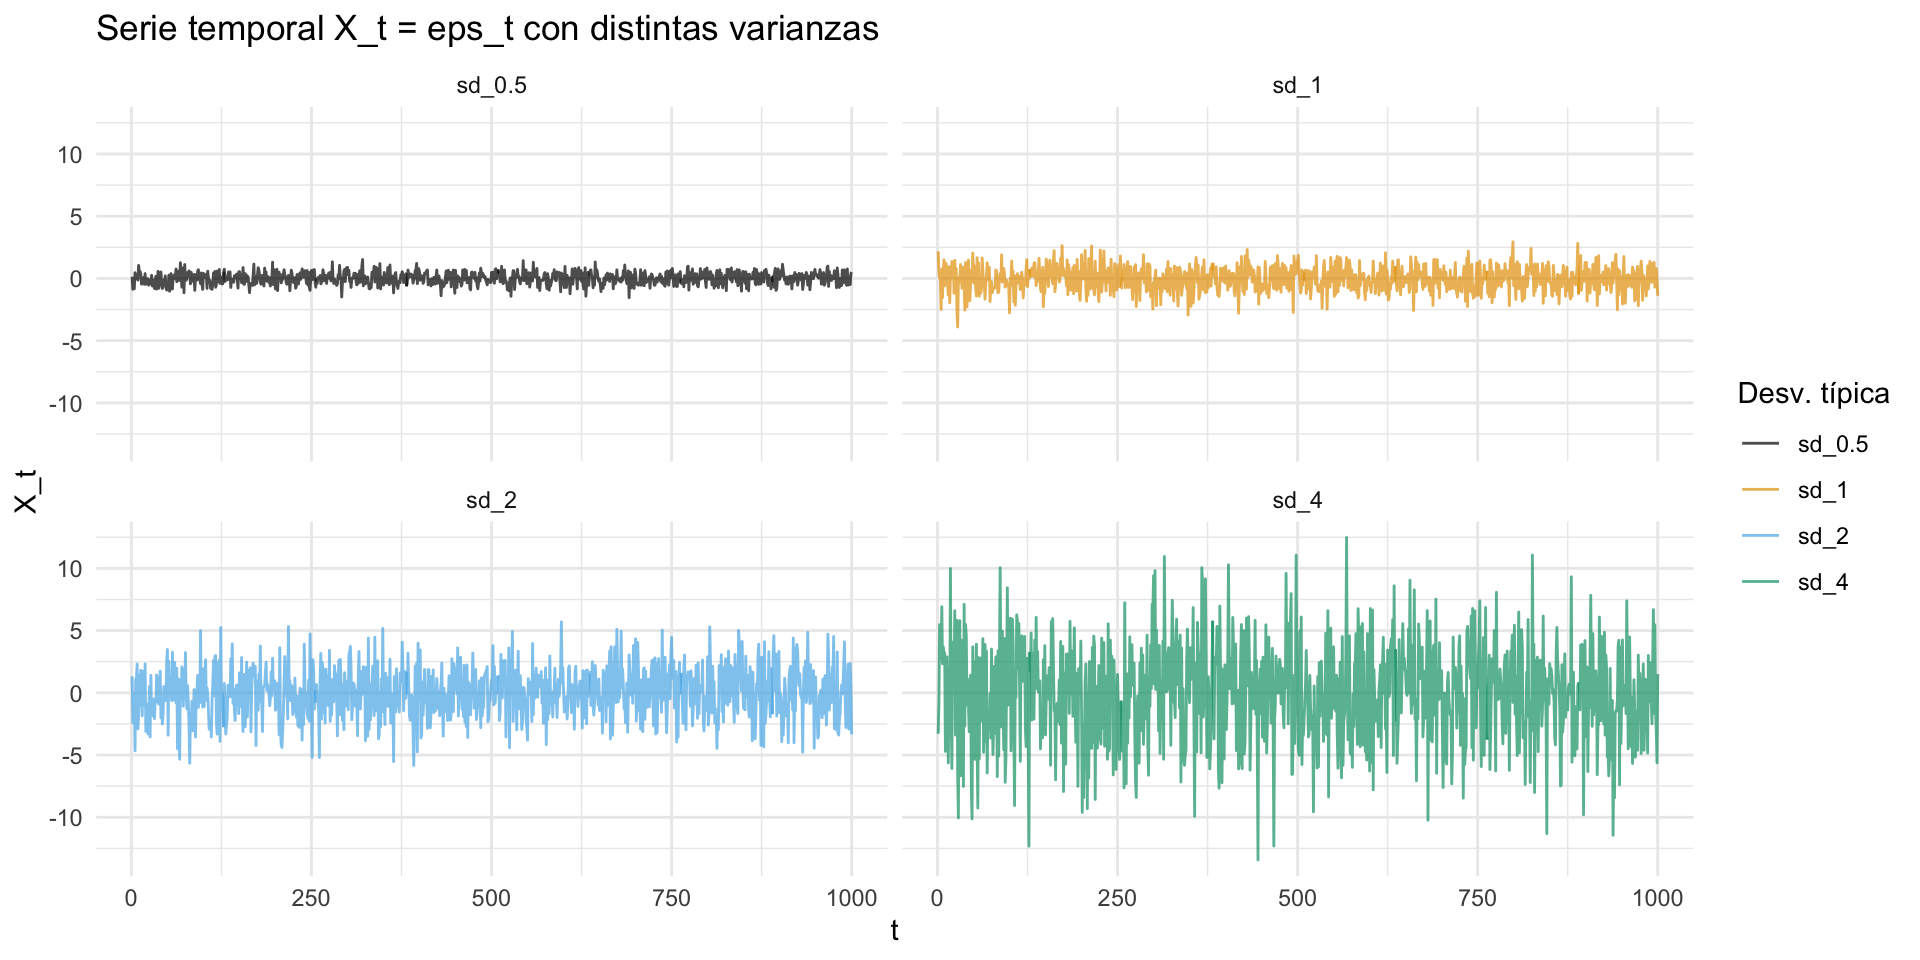 Serie temporal X_t = eps_t con distintas varianzas
sd_0.5
sd_1
10
5
0
-5
-10
X_t
sd_2
sd_4
10
5
0
-5
-10
0 250 500 750 1000
0 250 500 750 1000
t
Desv. típica
sd_0.5
sd_1
sd_2
sd_4